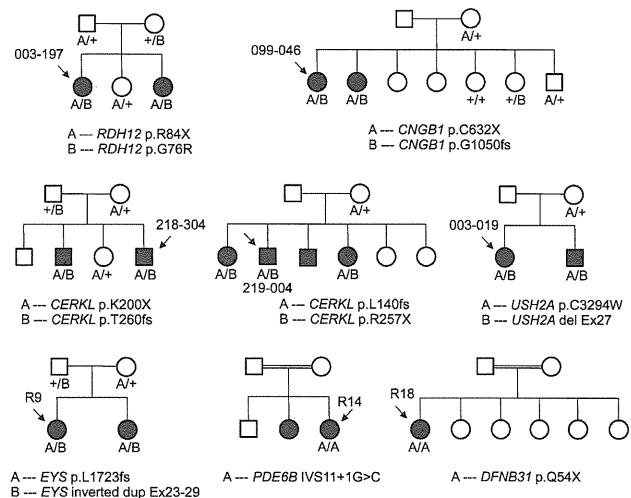 A/+ +/B
003-197
A/B A/+ A/B
A --- RDH12 p.R84X
B --- RDH12 p.G76R
A/+
099-046
A/B A/B +/+ +/B A/+
A --- CNGB1 p.C632X
B --- CNGB1 p.G1050fs
+/B A/+
218-304
A/B A/+ A/B
A --- CERKL p.K200X
B --- CERKL p.T260fs
A/+
A/B A/B A/B
219-004
A --- CERKL p.L140fs
B --- CERKL p.R257X
A/+
003-019
A/B A/B
A --- USH2A p.C3294W
B --- USH2A del Ex27
+/B A/+
R9
A/B A/B
A --- EYS p.L1723fs
B --- EYS inverted dup Ex23-29
R14
A/A
A --- PDE6B IVS11+1G>C
R18
A/A
A --- DFNB31 p.Q54X